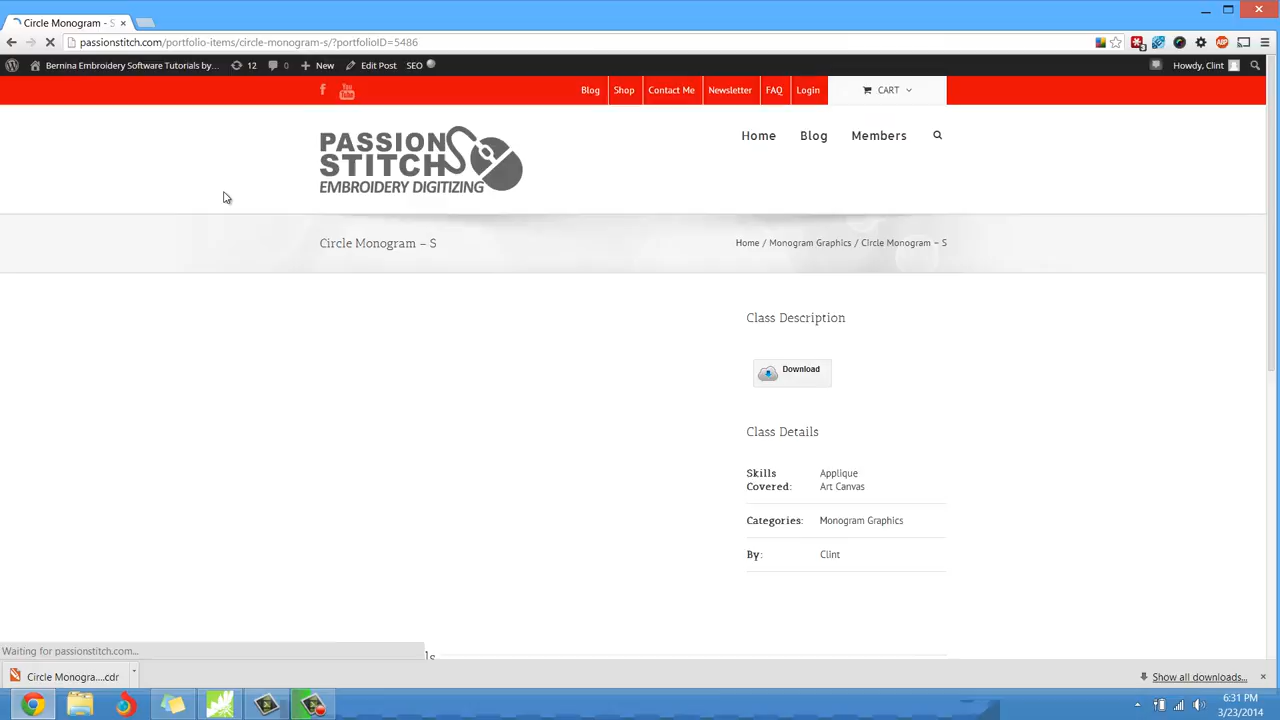 Circle Monogram - S
passionstitch.com/portfolio-items/circle-monogram-s/?portfolioID=5486
Bernina Embroidery Software Tutorials by... 12 0 New Edit Post SEO Howdy, Clint
Blog Shop Contact Me Newsletter FAQ Login CART
PASSION
STITCH
EMBROIDERY DIGITIZING
Home Blog Members
Circle Monogram – S
Home / Monogram Graphics / Circle Monogram – S
Class Description
Download
Class Details
Skills Covered:
Applique
Art Canvas
Categories: Monogram Graphics
By: Clint
Waiting for passionstitch.com...
ls
Circle Monogra....cdr
Show all downloads...
6:31 PM
3/23/2014